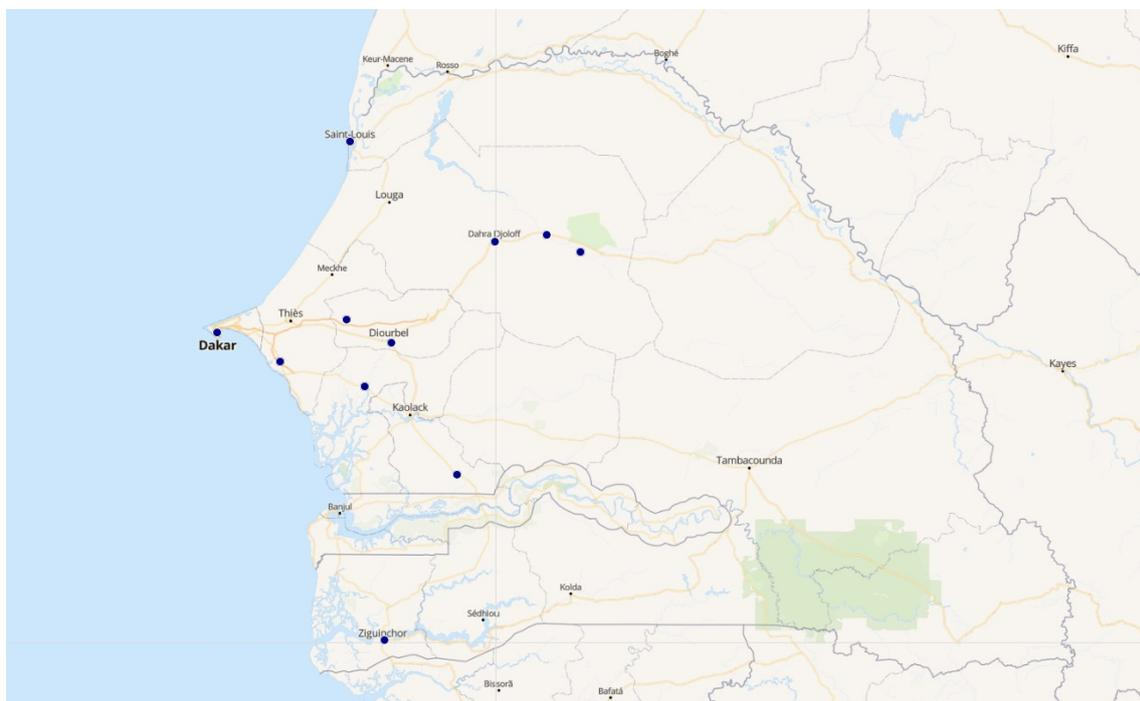 Kiffa
Boghé
Keur-Macene
Rosso
Saint-Louis
Louga
Dahra Djoloff
Meckhe
Thiès
Diourbel
Dakar
Kayes
Kaolack
Tambacounda
Banjul
Kolda
Sédhiou
Ziguinchor
Bissorã
Bafatá